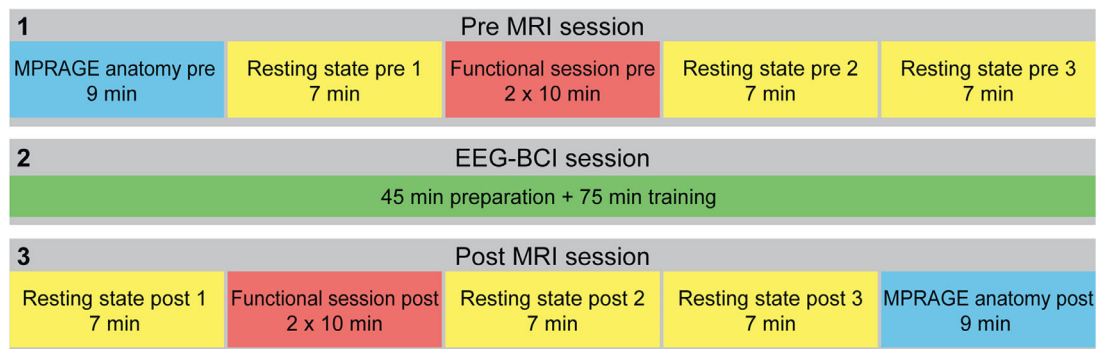 1 Pre MRI session
MPRAGE anatomy pre
9 min
Resting state pre 1
7 min
Functional session pre
2 x 10 min
Resting state pre 2
7 min
Resting state pre 3
7 min
2 EEG-BCI session
45 min preparation + 75 min training
3 Post MRI session
Resting state post 1
7 min
Functional session post
2 x 10 min
Resting state post 2
7 min
Resting state post 3
7 min
MPRAGE anatomy post
9 min